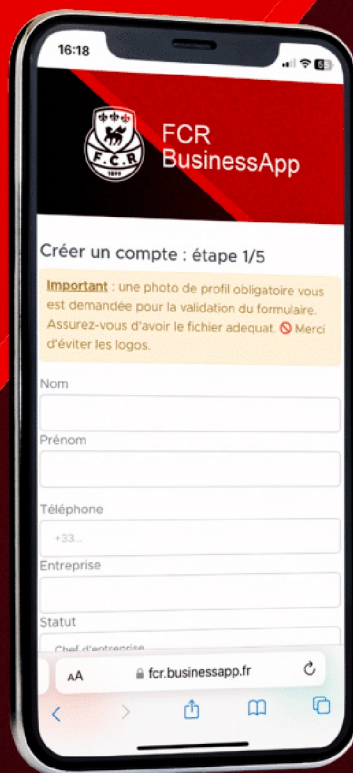 16:18
69
F.C.R
1899
FCR
BusinessApp
Créer un compte : étape 1/5
Important : une photo de profil obligatoire vous
est demandée pour la validation du formulaire.
Assurez-vous d'avoir le fichier adequat. 🚫 Merci
d'éviter les logos.
Nom
Prénom
Téléphone
+33...
Entreprise
Statut
Chef d'entreprise
AA
fcr.businessapp.fr